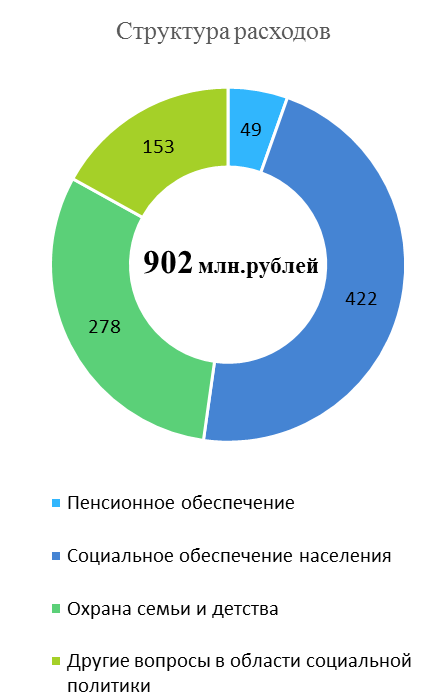 Структура расходов
49
153
902 млн.рублей
422
278
Пенсионное обеспечение
Социальное обеспечение населения
Охрана семьи и детства
Другие вопросы в области социальной
политики